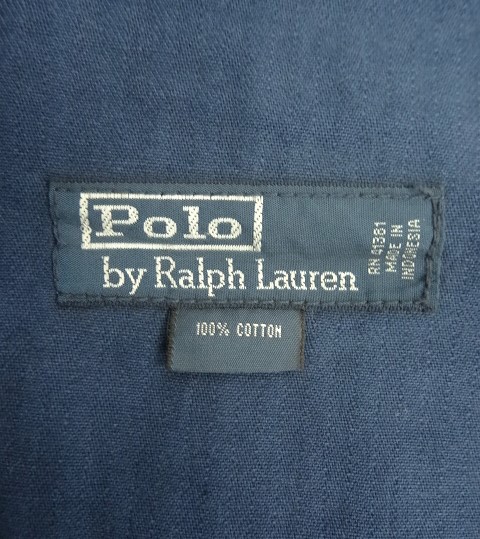 Polo
by Ralph Lauren
RN 41381
MADE IN
INDONESIA
100% COTTON